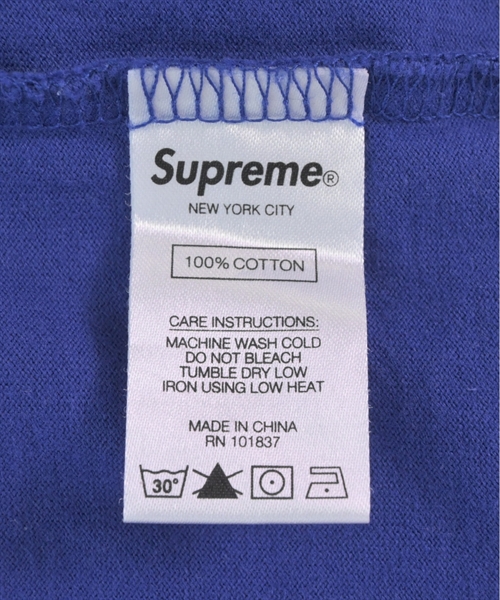 Supreme®
NEW YORK CITY
100% COTTON
CARE INSTRUCTIONS:
MACHINE WASH COLD
DO NOT BLEACH
TUMBLE DRY LOW
IRON USING LOW HEAT
MADE IN CHINA
RN 101837
30°